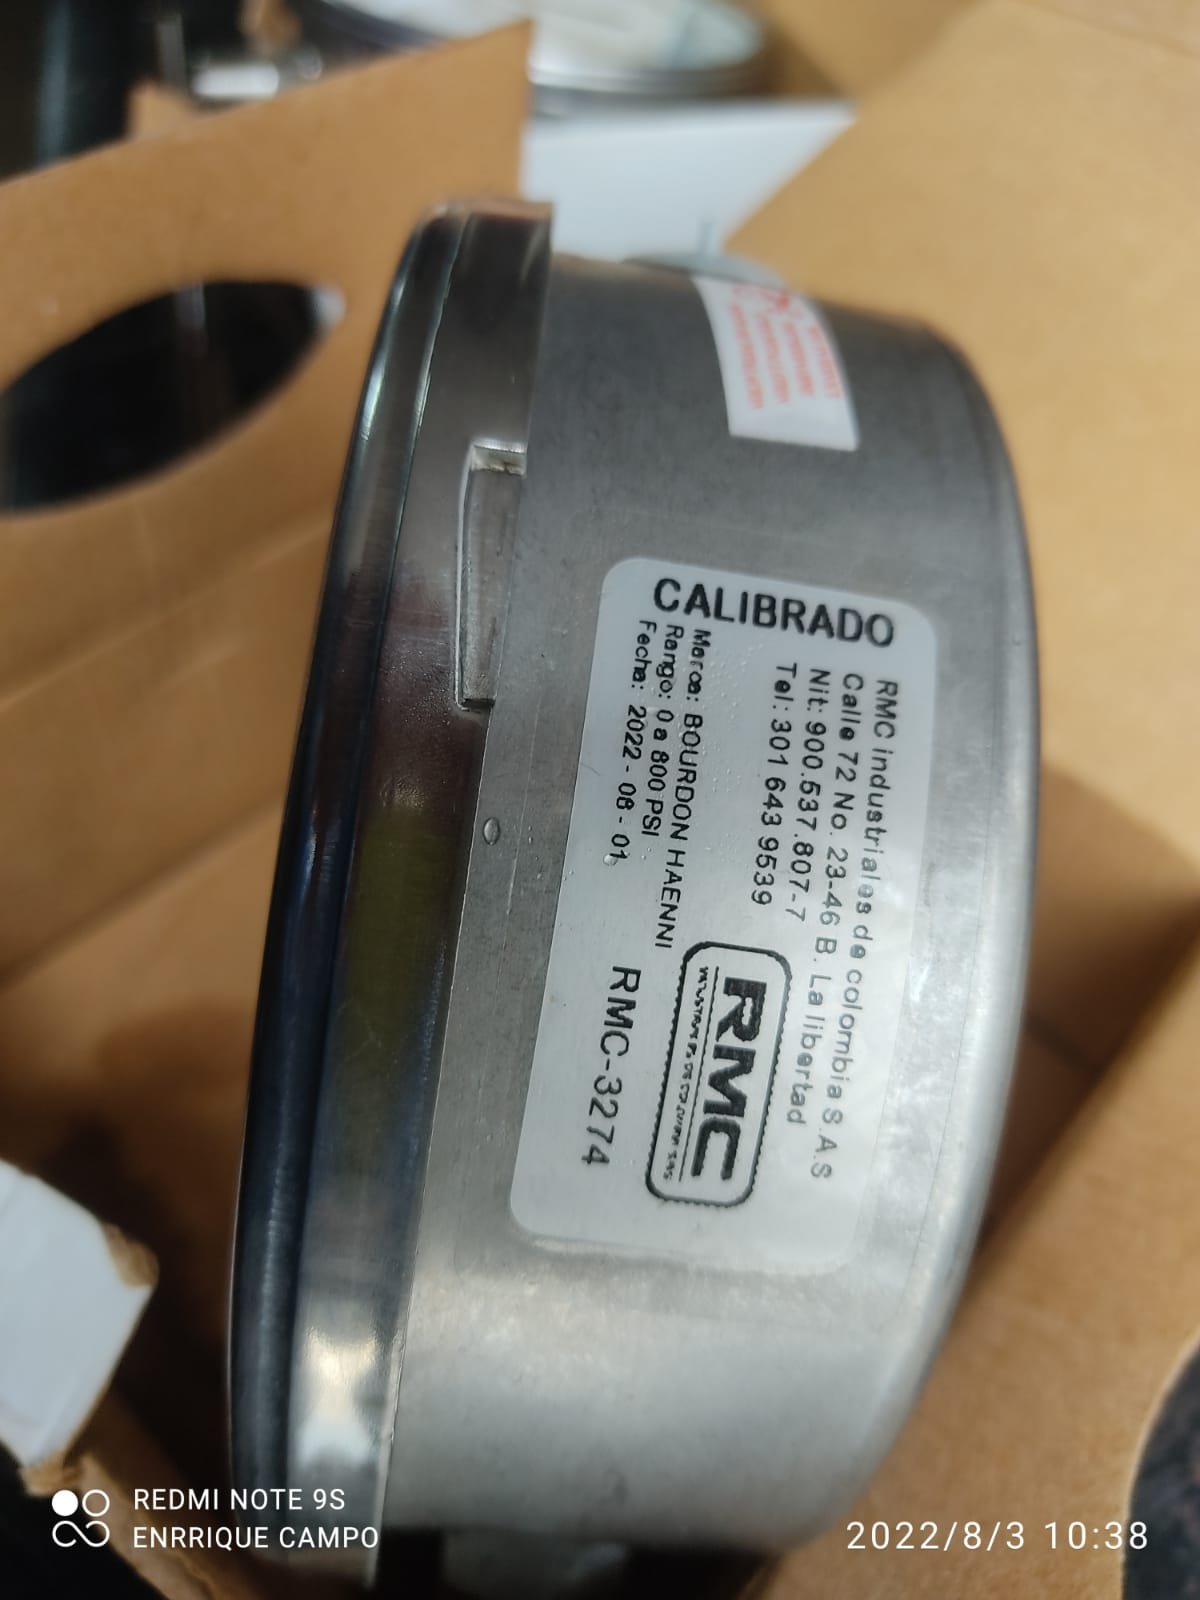 CALIBRADO
RMC industriales de colombia S.A.S
Calle 72 No. 23-46 B. La libertad
Nit: 900.537.807-7
Tel: 301 643 9539
Marca: BOURDON HAENNI
Rango: 0 a 800 PSI
Fecha: 2022 - 08 - 01
RMC
RMC-3274
REDMI NOTE 9S
ENRRIQUE CAMPO
2022/8/3 10:38